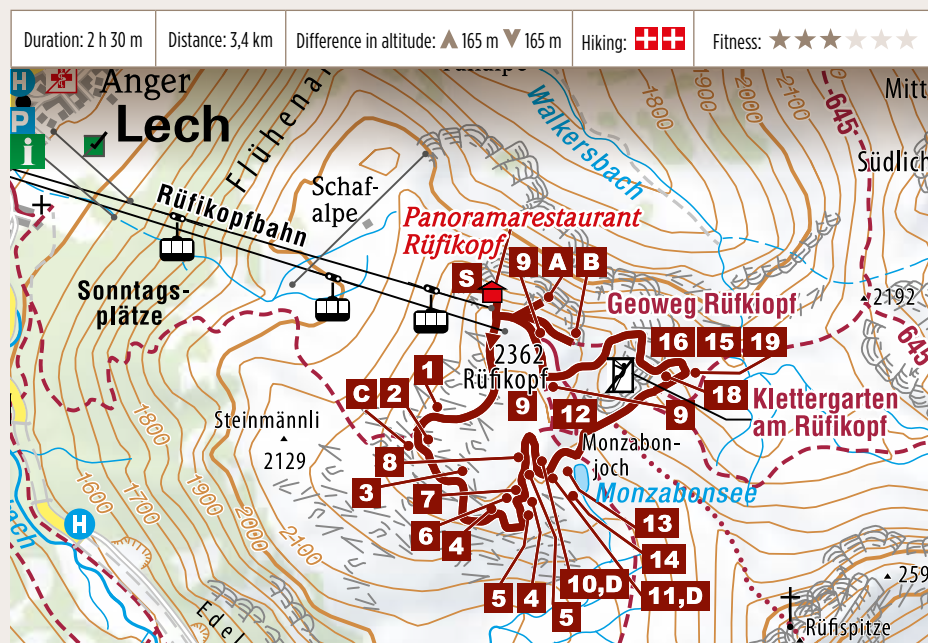 Duration: 2 h 30 m
Distance: 3,4 km
Difference in altitude: 165 m 165 m
Hiking:
Fitness:
H
P
i
Anger
Lech
Flühena
Walkersbach
1800
1900
2000
2100
-645
Mitt
Südlich
Schaf-
alpe
Rüfikopfbahn
Panoramarestaurant
Rüfikopf
S
9 A B
Sonntags-
plätze
Geoweg Rüfkiopf
2192
645
16 15 19
2362
Rüfikopf
1
C 2
9
12
9
18
Klettergarten
am Rüfikopf
Steinmännli
2129
Monzabon-
joch
Monzabonsee
8
3
7
6
4
13
14
5 4
10,D
5
11,D
1800
1700
1600
1900
2000
2100
H
ech
Edel
259
Rüfispitze